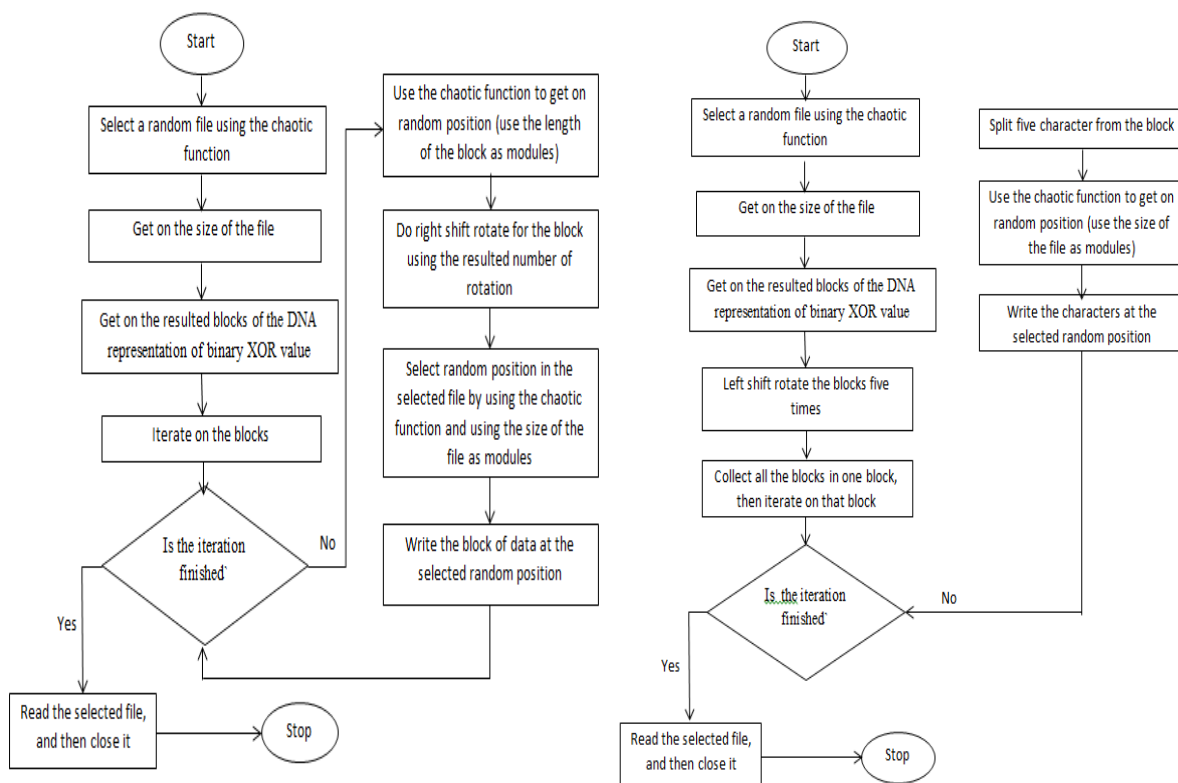 Start
Select a random file using the chaotic
function
Get on the size of the file
Get on the resulted blocks of the DNA
representation of binary XOR value
Iterate on the blocks
Is the iteration
finished`
No
Yes
Read the selected file,
and then close it
Stop
Use the chaotic function to get on
random position (use the length
of the block as modules)
Do right shift rotate for the block
using the resulted number of
rotation
Select random position in the
selected file by using the chaotic
function and using the size of the
file as modules
Write the block of data at the
selected random position
Start
Select a random file using the chaotic
function
Get on the size of the file
Get on the resulted blocks of the DNA
representation of binary XOR value
Left shift rotate the blocks five
times
Collect all the blocks in one block,
then iterate on that block
Is the iteration
finished`
No
Yes
Read the selected file,
and then close it
Stop
Split five character from the block
Use the chaotic function to get on
random position (use the size of
the file as modules)
Write the characters at the
selected random position